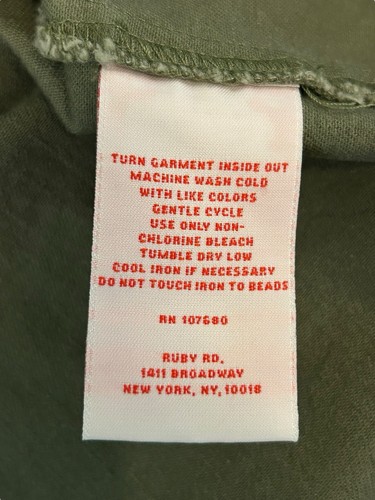 TURN GARMENT INSIDE OUT
MACHINE WASH COLD
WITH LIKE COLORS
GENTLE CYCLE
USE ONLY NON-
CHLORINE BLEACH
TUMBLE DRY LOW
COOL IRON IF NECESSARY
DO NOT TOUCH IRON TO BEADS
RN 107680
RUBY RD.
1411 BROADWAY
NEW YORK, NY, 10018